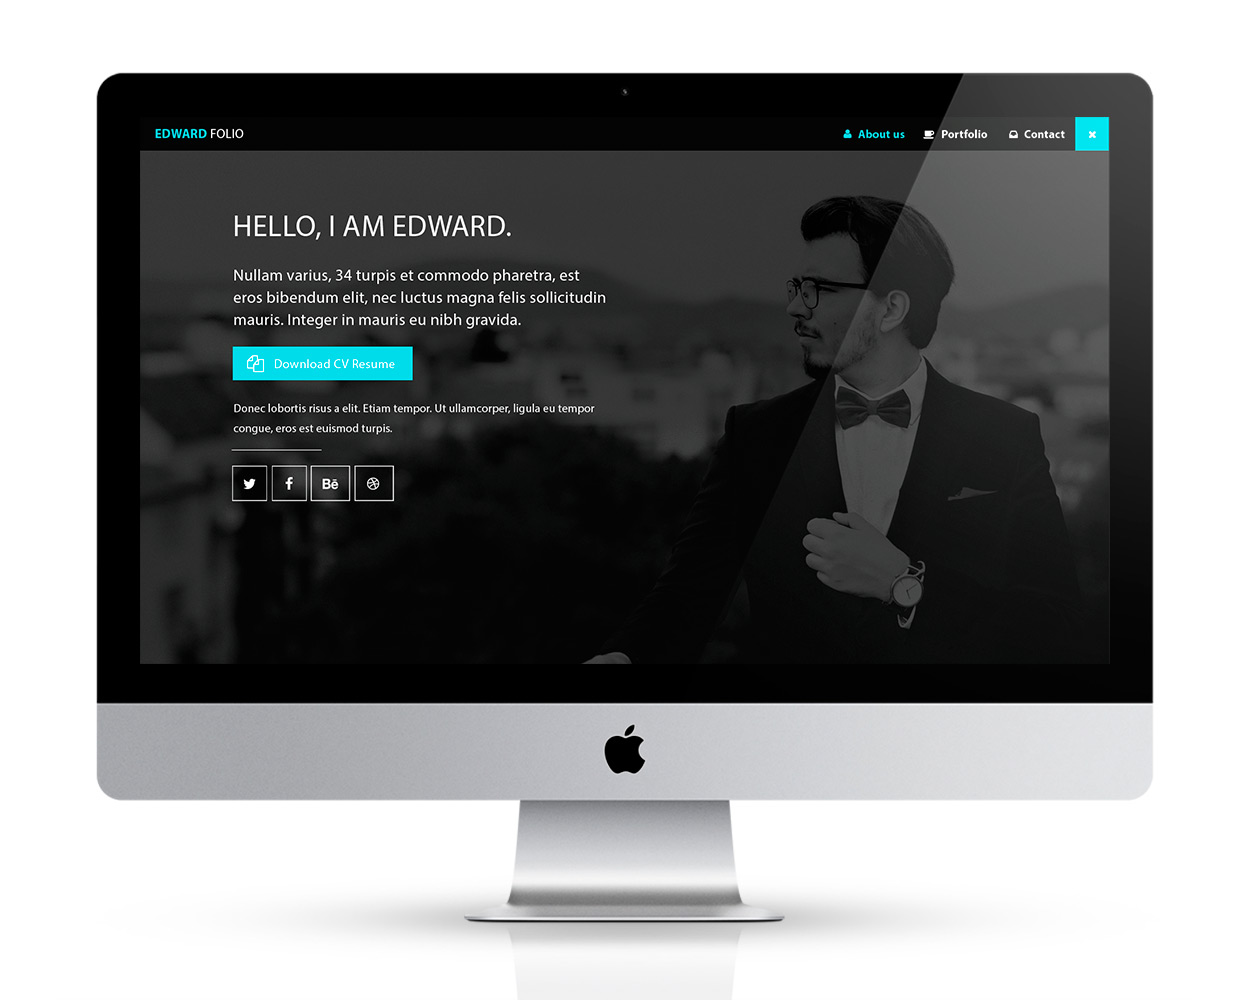 EDWARD FOLIO
About us
Portfolio
Contact
HELLO, I AM EDWARD.
Nullam varius, 34 turpis et commodo pharetra, est
eros bibendum elit, nec luctus magna felis sollicitudin
mauris. Integer in mauris eu nibh gravida.
Download CV Resume
Donec lobortis risus a elit. Etiam tempor. Ut ullamcorper, ligula eu tempor
congue, eros est euismod turpis.
Bē